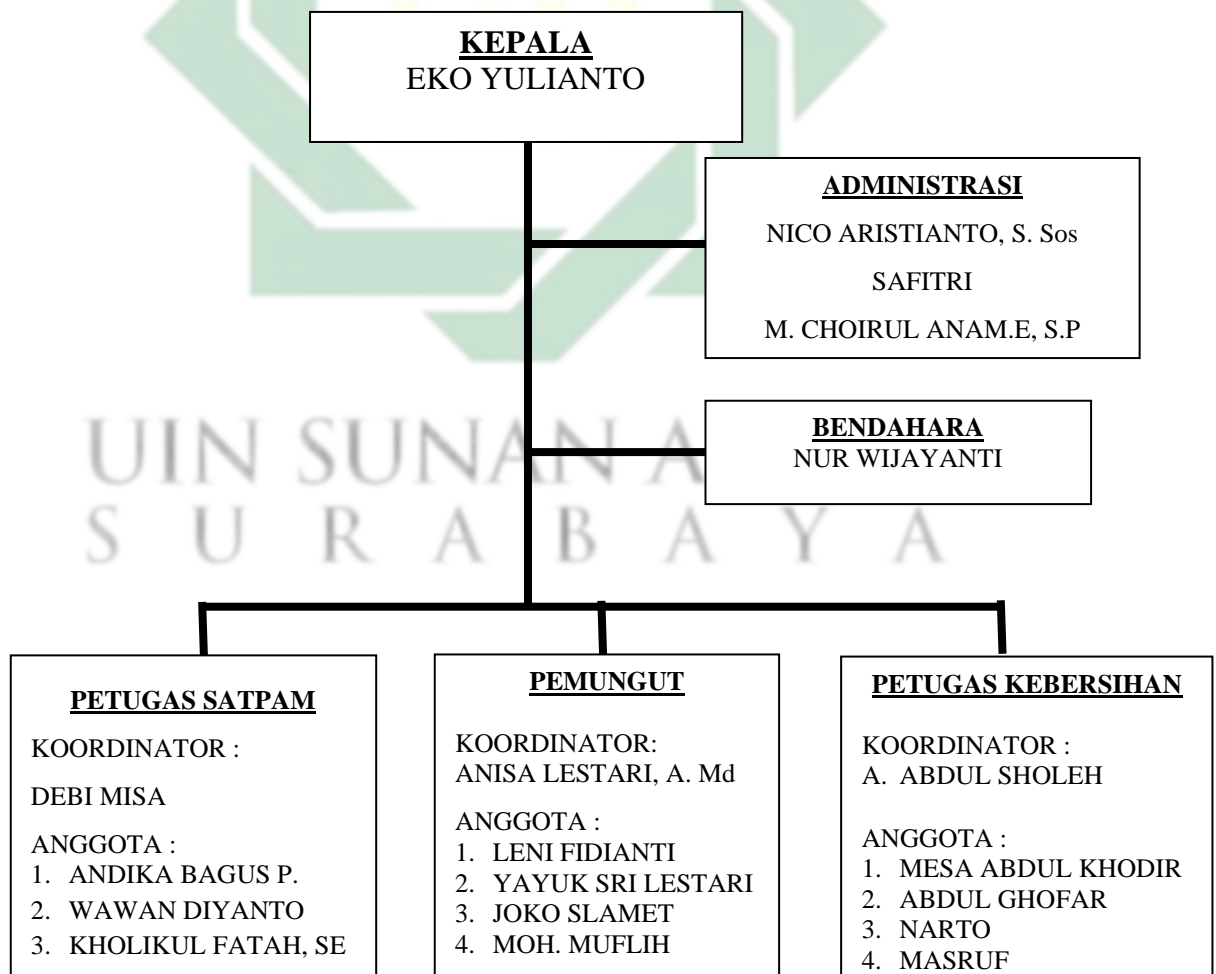 KEPALA
EKO YULIANTO
ADMINISTRASI
NICO ARISTIANTO, S. Sos
SAFITRI
M. CHOIRUL ANAM.E, S.P
BENDAHARA
NUR WIJAYANTI
UIN SUNAN A
S U R A B A Y A
PETUGAS SATPAM
KOORDINATOR :
DEBI MISA
ANGGOTA :
1. ANDIKA BAGUS P.
2. WAWAN DIYANTO
3. KHOLIKUL FATAH, SE
PEMUNGUT
KOORDINATOR:
ANISA LESTARI, A. Md
ANGGOTA :
1. LENI FIDIANTI
2. YAYUK SRI LESTARI
3. JOKO SLAMET
4. MOH. MUFLIH
PETUGAS KEBERSIHAN
KOORDINATOR :
A. ABDUL SHOLEH
ANGGOTA :
1. MESA ABDUL KHODIR
2. ABDUL GHOFAR
3. NARTO
4. MASRUF